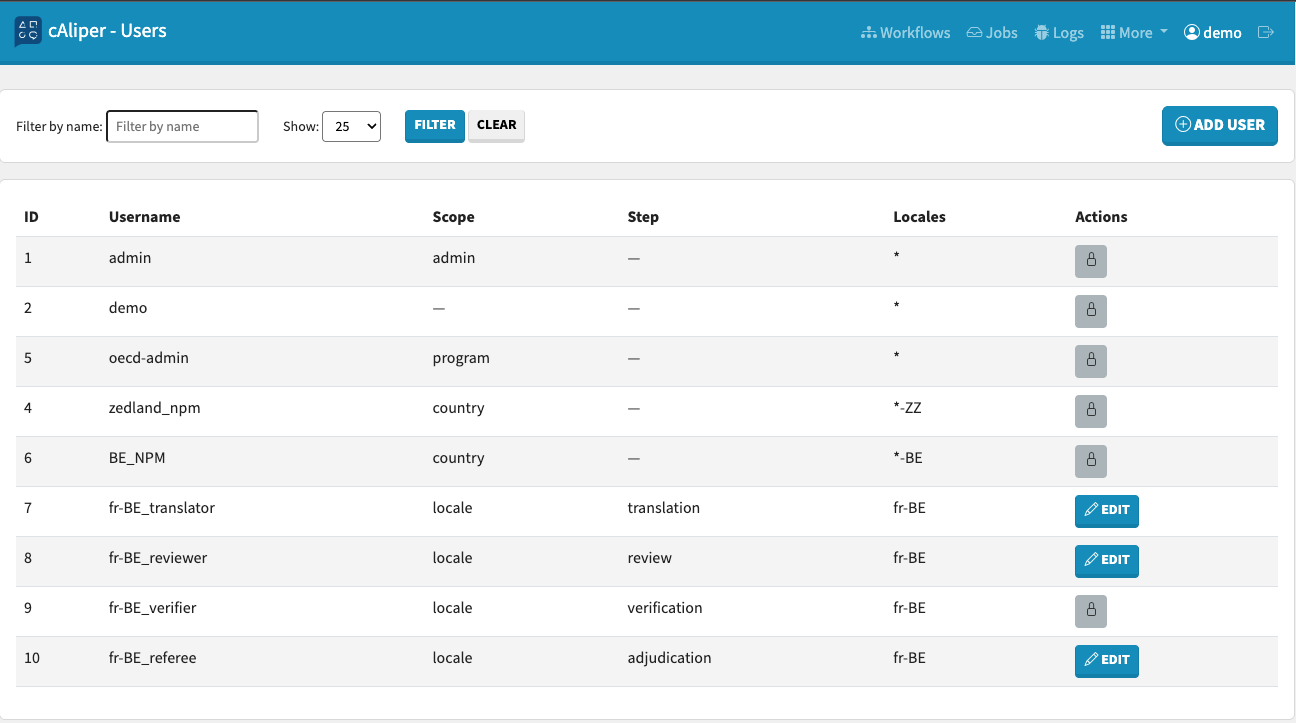 cAliper - Users Workflows Jobs Logs More demo
Filter by name: Filter by name Show: 25 FILTER CLEAR ADD USER
ID Username Scope Step Locales Actions
1 admin admin — *
2 demo — — *
5 oecd-admin program — *
4 zedland_npm country — *-ZZ
6 BE_NPM country — *-BE
7 fr-BE_translator locale translation fr-BE EDIT
8 fr-BE_reviewer locale review fr-BE EDIT
9 fr-BE_verifier locale verification fr-BE
10 fr-BE_referee locale adjudication fr-BE EDIT